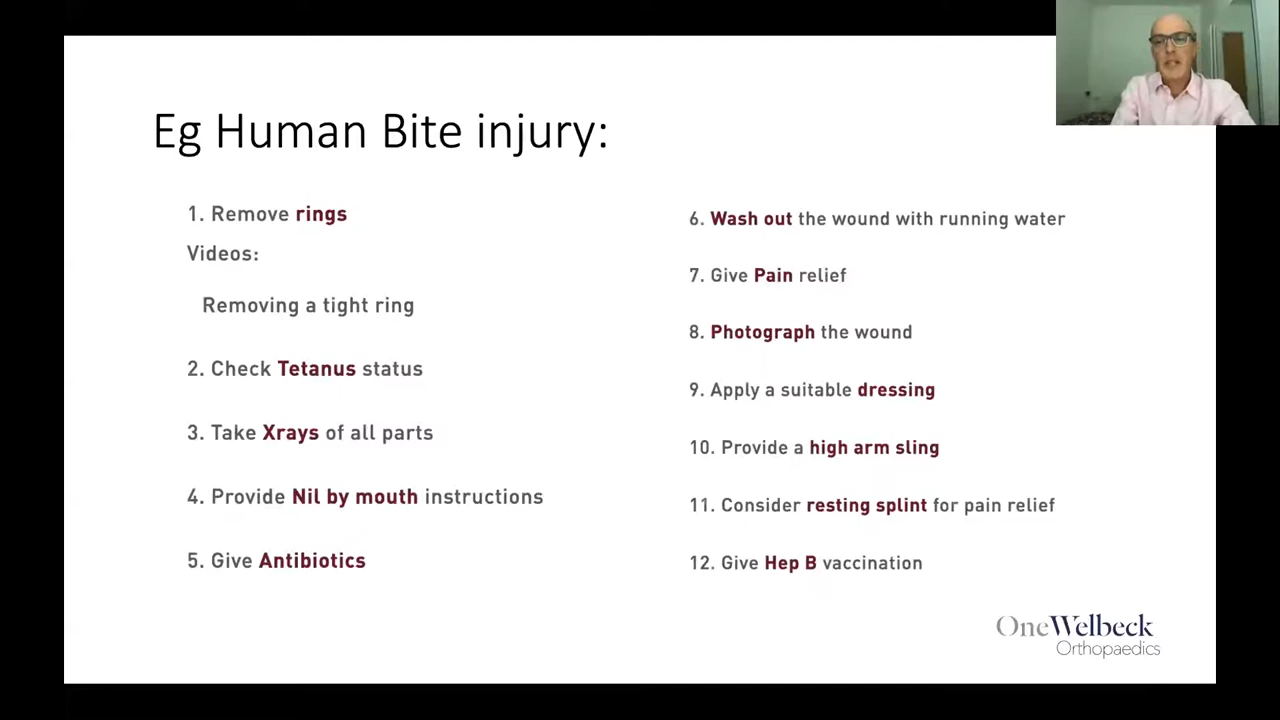 Eg Human Bite injury:
1. Remove rings
Videos:
Removing a tight ring
2. Check Tetanus status
3. Take Xrays of all parts
4. Provide Nil by mouth instructions
5. Give Antibiotics
6. Wash out the wound with running water
7. Give Pain relief
8. Photograph the wound
9. Apply a suitable dressing
10. Provide a high arm sling
11. Consider resting splint for pain relief
12. Give Hep B vaccination
OneWelbeck
Orthopaedics